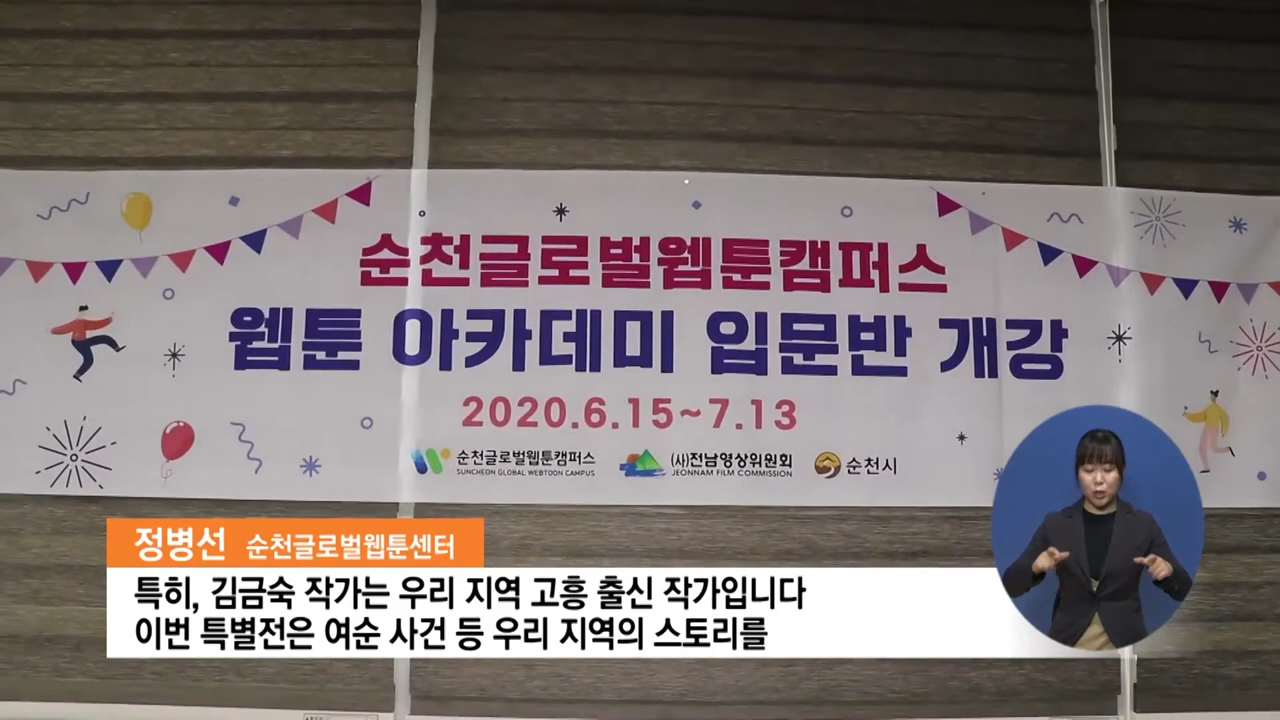 순천글로벌웹툰캠퍼스
웹툰 아카데미 입문반 개강
2020.6.15~7.13
순천글로벌웹툰캠퍼스
SUNCHEON GLOBAL WEBTOON CAMPUS
(사)전남영상위원회
JEONNAM FILM COMMISSION
순천시
정병선 순천글로벌웹툰센터
특히, 김금숙 작가는 우리 지역 고흥 출신 작가입니다
이번 특별전은 여순 사건 등 우리 지역의 스토리를